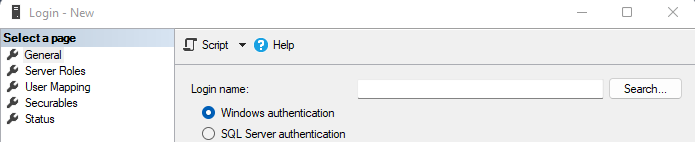 Login - New
Select a page
General
Server Roles
User Mapping
Securables
Status
Script Help
Login name: Search...
Windows authentication
SQL Server authentication